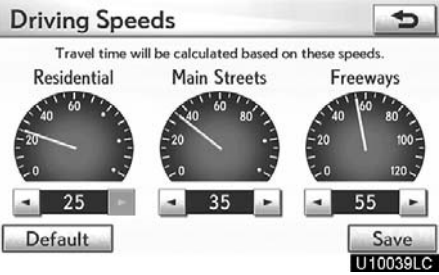 Driving Speeds
Travel time will be calculated based on these speeds.
Residential Main Streets Freeways
0 20 40 60
0 20 40 60 80
0 20 40 60 80 100 120
25 35 55
Default Save
U10039LC